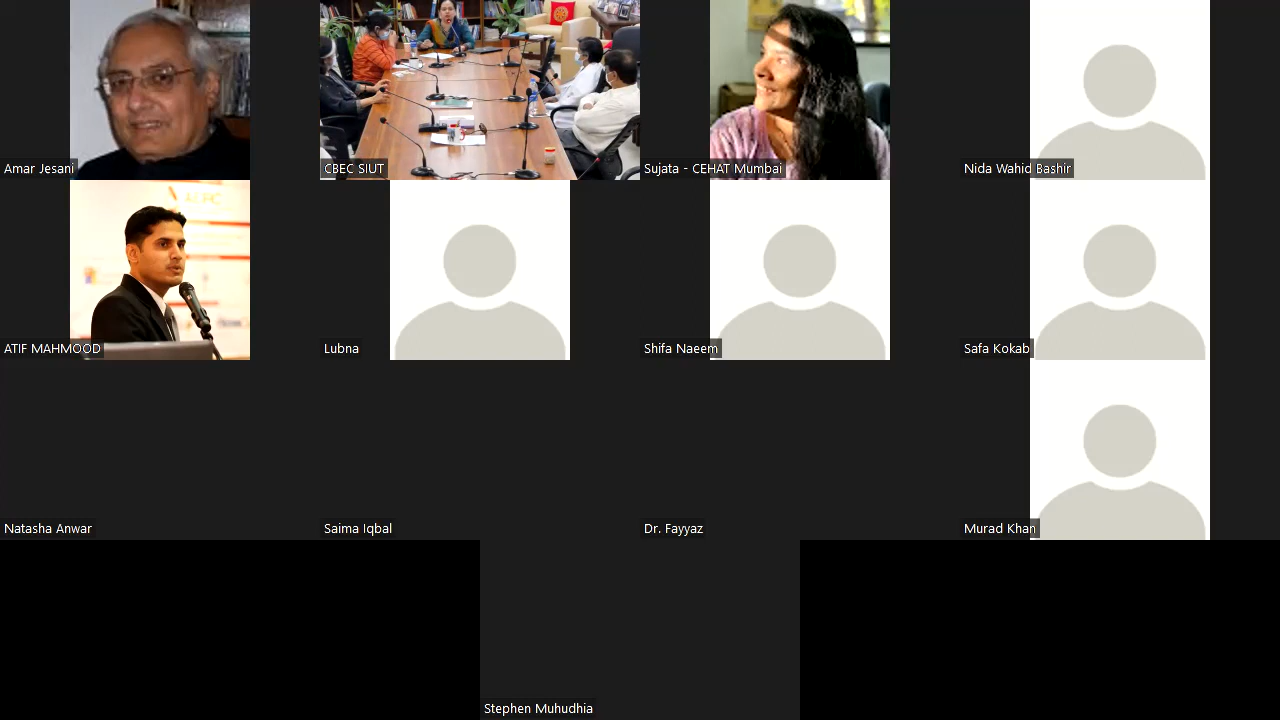 Amar Jesani
CBEC SIUT
Sujata - CEHAT Mumbai
Nida Wahid Bashir
ATIF MAHMOOD
Lubna
Shifa Naeem
Safa Kokab
Natasha Anwar
Saima Iqbal
Dr. Fayyaz
Murad Khan
Stephen Muhudhia